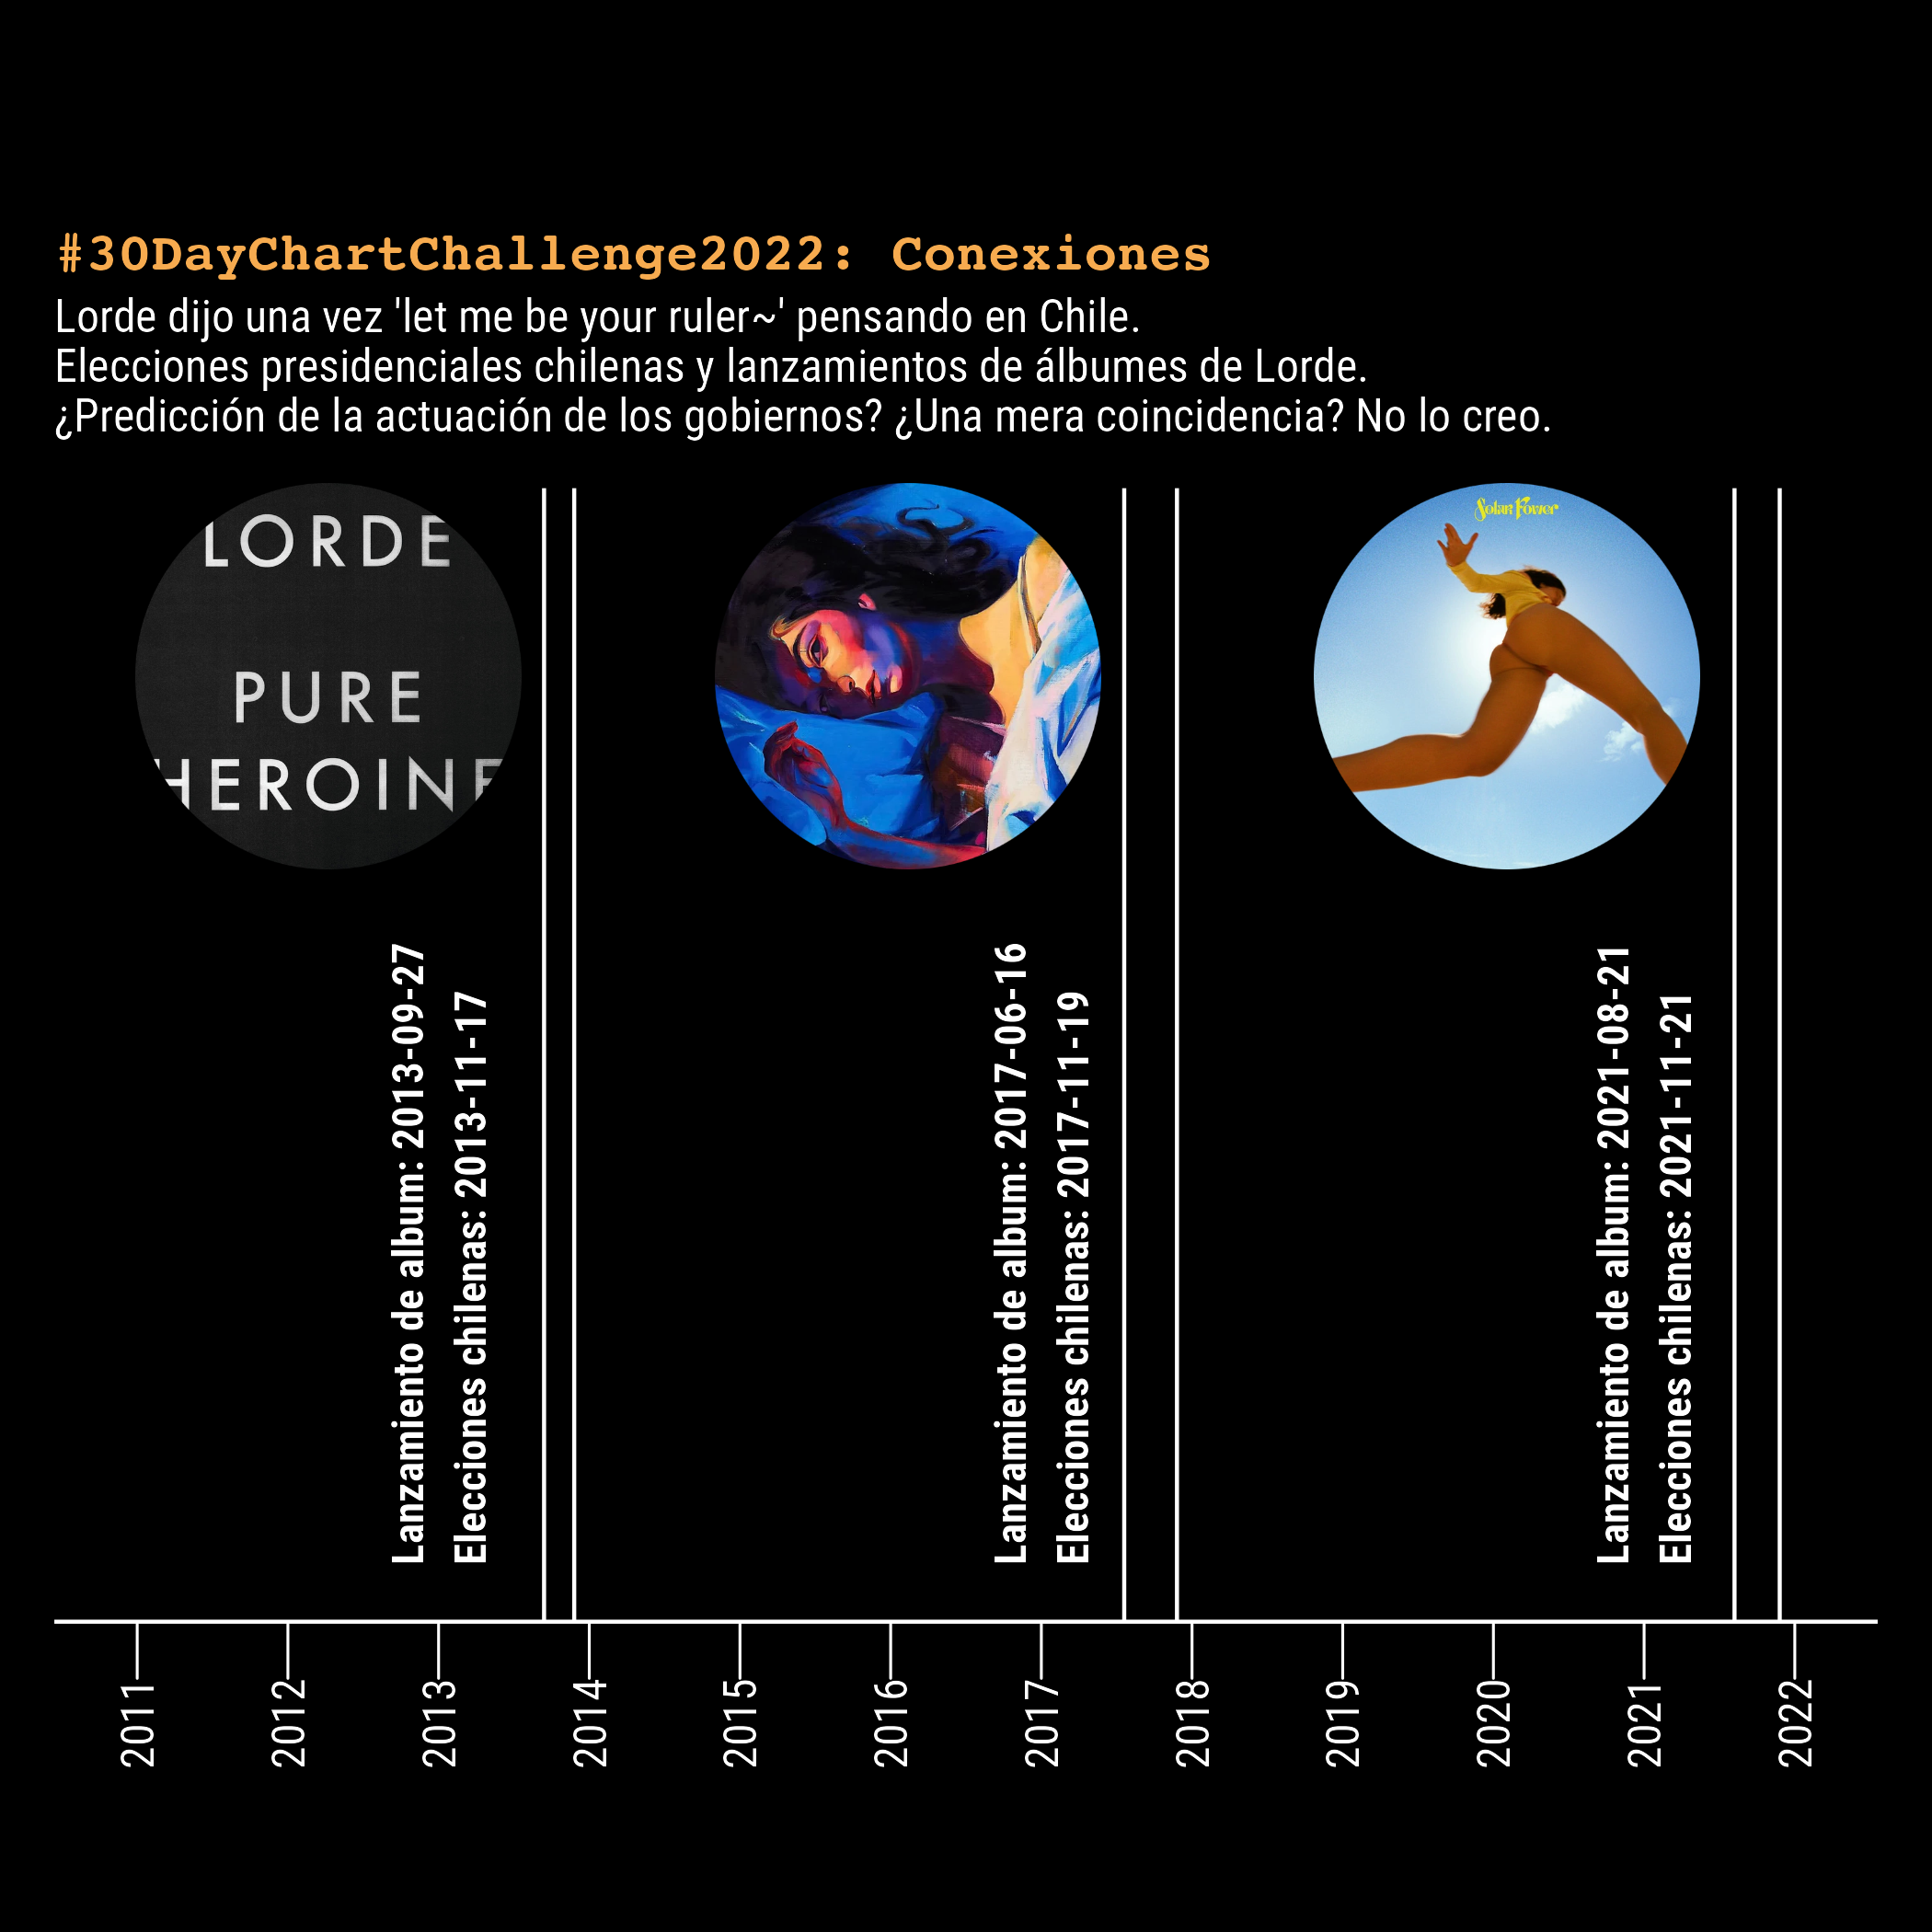 #30DayChartChallenge2022: Conexiones
Lorde dijo una vez 'let me be your ruler~' pensando en Chile.
Elecciones presidenciales chilenas y lanzamientos de álbumes de Lorde.
¿Predicción de la actuación de los gobiernos? ¿Una mera coincidencia? No lo creo.
LORDE
PURE
HEROINE
Solar Power
Lanzamiento de album: 2013-09-27
Elecciones chilenas: 2013-11-17
Lanzamiento de album: 2017-06-16
Elecciones chilenas: 2017-11-19
Lanzamiento de album: 2021-08-21
Elecciones chilenas: 2021-11-21
2011
2012
2013
2014
2015
2016
2017
2018
2019
2020
2021
2022